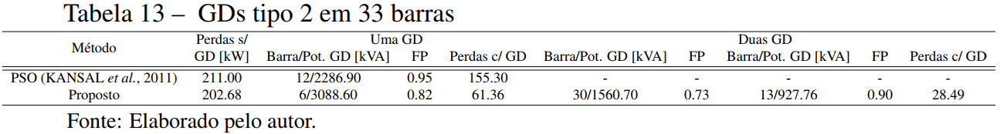 Tabela 13 – GDs tipo 2 em 33 barras
Método Perdas s/ GD [kW] Uma GD Duas GD
Barra/Pot. GD [kVA] FP Perdas c/ GD Barra/Pot. GD [kVA] FP Barra/Pot. GD [kVA] FP Perdas c/ GD
PSO (KANSAL et al., 2011) 211.00 12/2286.90 0.95 155.30 - - - - -
Proposto 202.68 6/3088.60 0.82 61.36 30/1560.70 0.73 13/927.76 0.90 28.49
Fonte: Elaborado pelo autor.